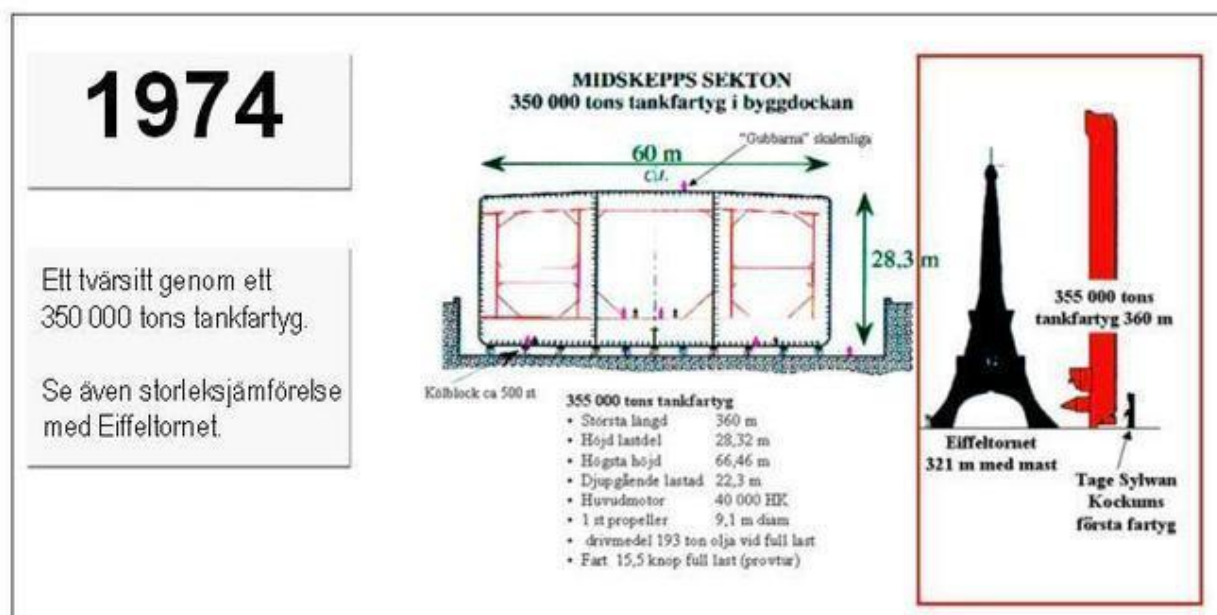 1974
Ett tvärsitt genom ett
350 000 tons tankfartyg.
Se även storleksjämförelse
med Eiffeltornet.
MIDSKEPPS SEKTON
350 000 tons tankfartyg i byggdockan
"Gubbarna" skalenliga
60 m
ca.
28,3 m
Kölblock ca 500 st
355 000 tons tankfartyg
• Största längd 360 m
• Höjd lastdel 28,32 m
• Högsta höjd 66,46 m
• Djupgående lastad 22,3 m
• Huvudmotor 40 000 HK
• 1 st propeller 9,1 m diam
• drivmedel 193 ton olja vid full last
• Fart 15,5 knop full last (provtur)
355 000 tons
tankfartyg 360 m
Eiffeltornet
321 m med mast
Tage Sylwan
Kockums
första fartyg